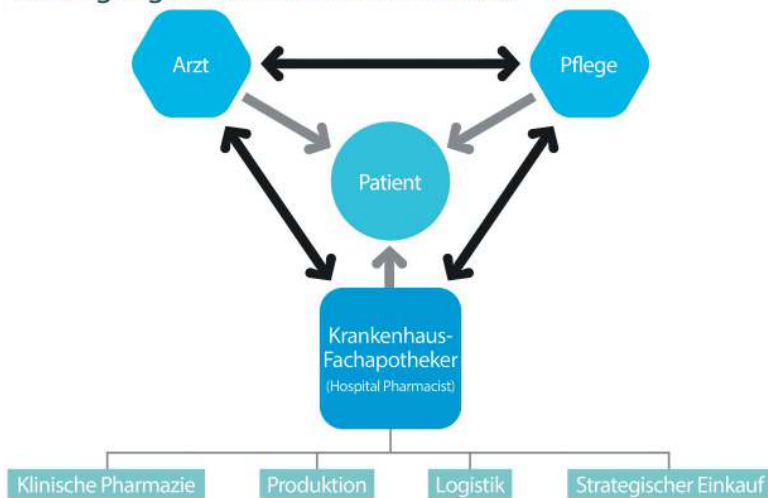 Arzt
Pflege
Patient
Krankenhaus-
Fachapotheker
(Hospital Pharmacist)
Klinische Pharmazie
Produktion
Logistik
Strategischer Einkauf